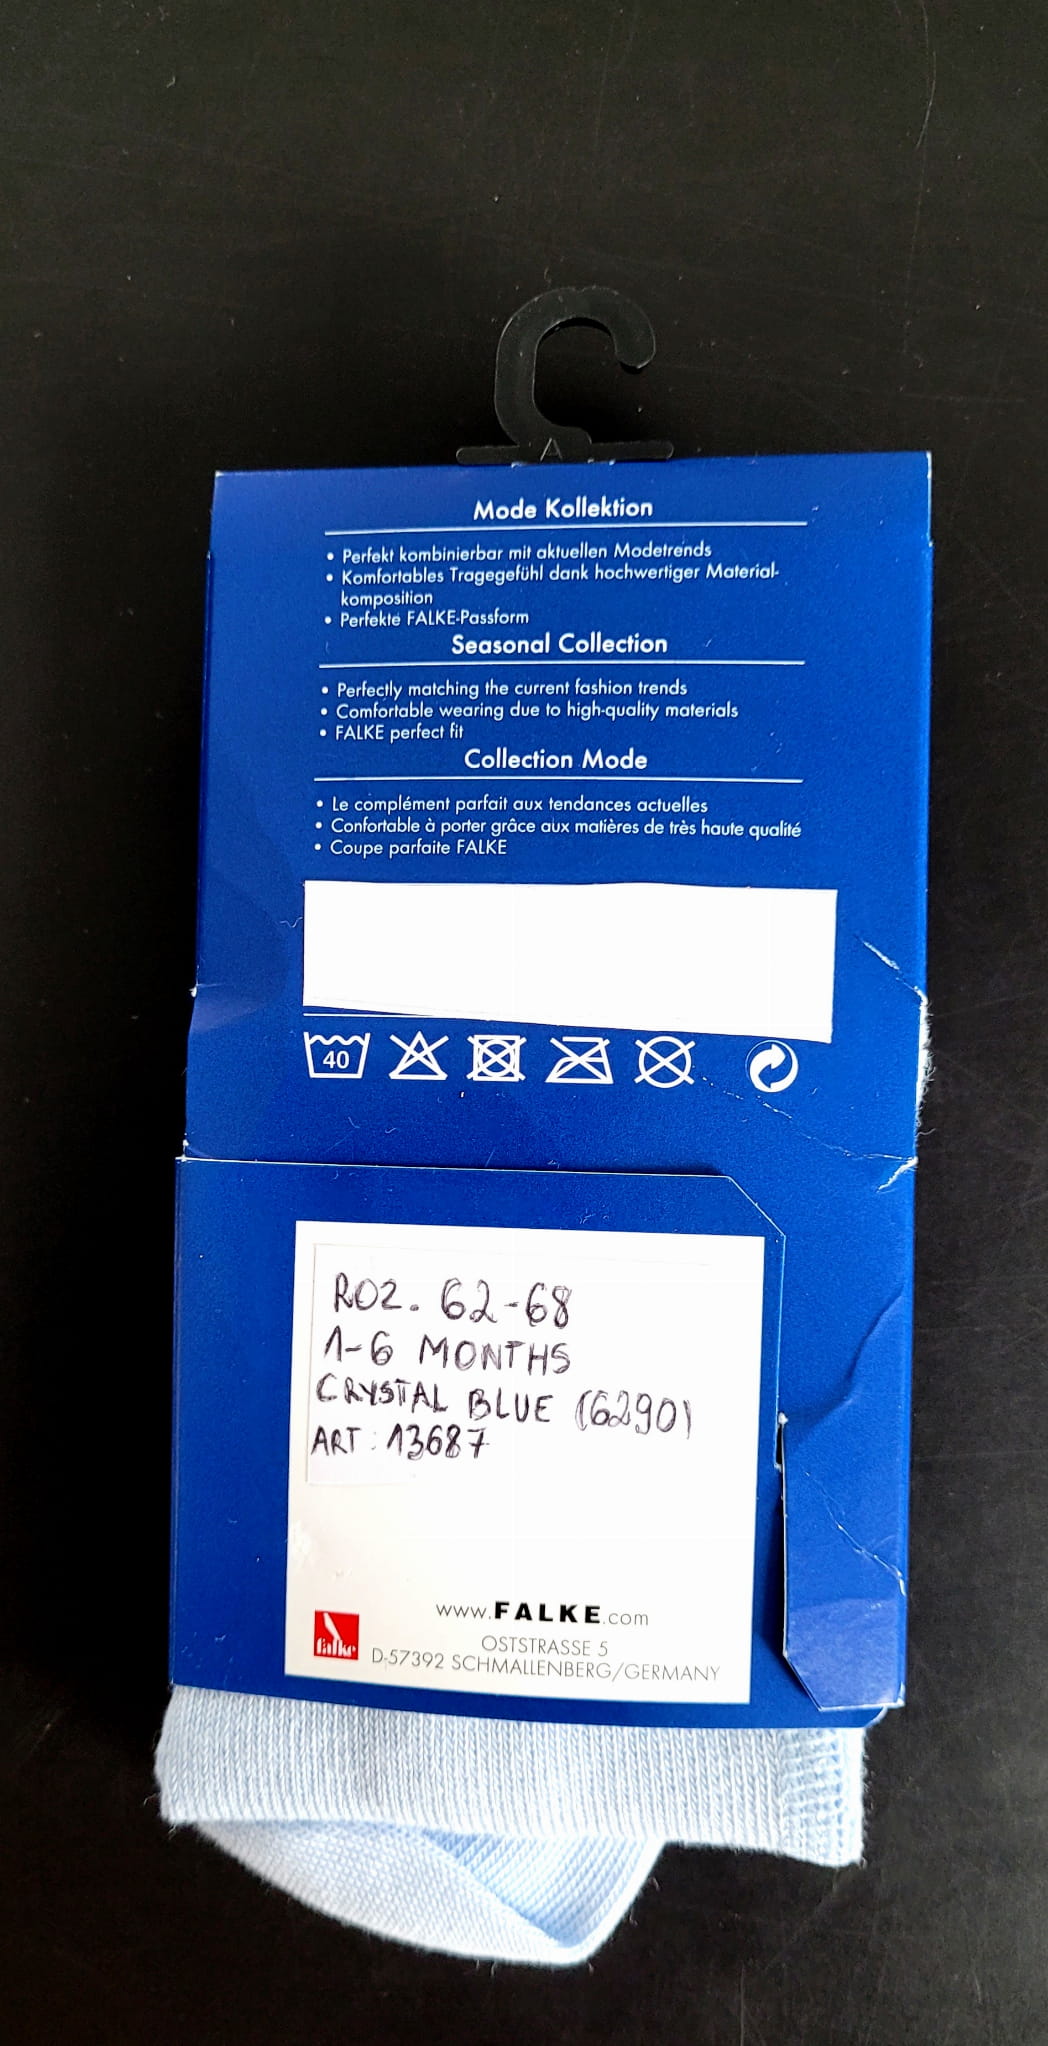 A
Mode Kollektion
• Perfekt kombinierbar mit aktuellen Modetrends
• Komfortables Tragegefühl dank hochwertiger Material-
komposition
• Perfekte FALKE-Passform
Seasonal Collection
• Perfectly matching the current fashion trends
• Comfortable wearing due to high-quality materials
• FALKE perfect fit
Collection Mode
• Le complément parfait aux tendances actuelles
• Confortable à porter grâce aux matières de très haute qualité
• Coupe parfaite FALKE
40
ROZ. 62-68
1-6 MONTHS
CRYSTAL BLUE (6290)
ART: 13687
www.FALKE.com
falke
OSTSTRASSE 5
D-57392 SCHMALLENBERG/GERMANY